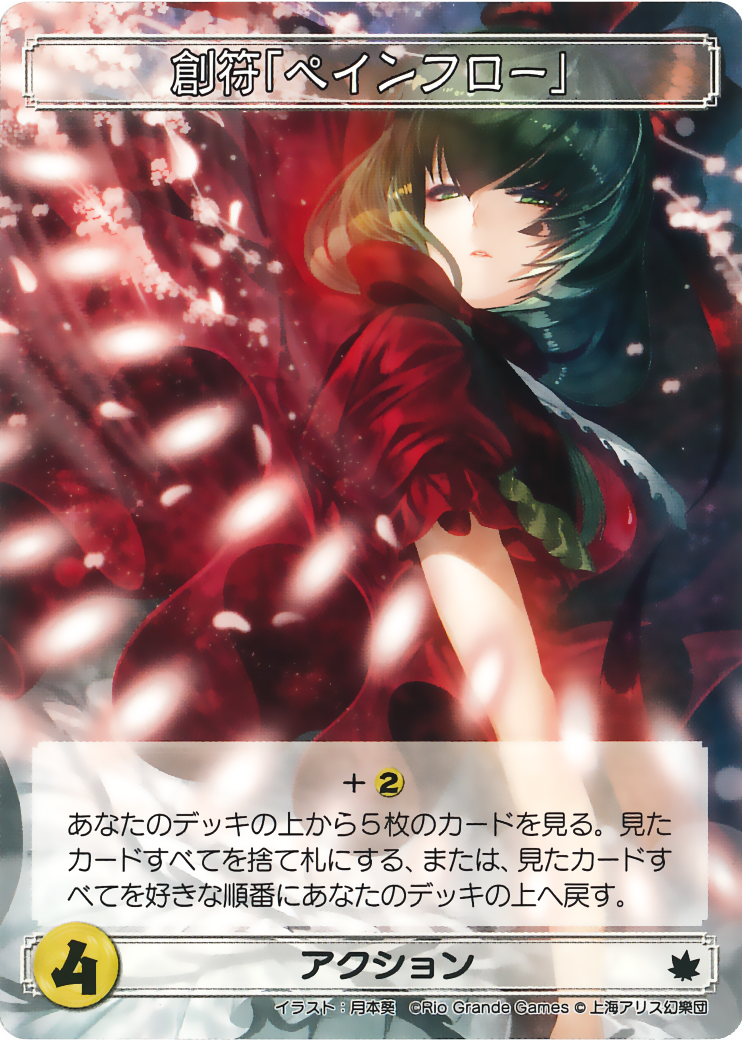 創符「ペインフロー」
+2
あなたのデッキの上から5枚のカードを見る。見た
カードすべてを捨て札にする、または、見たカードす
べてを好きな順番にあなたのデッキの上へ戻す。
4
アクション
イラスト:月本葵 ©Rio Grande Games © 上海アリス幻樂団